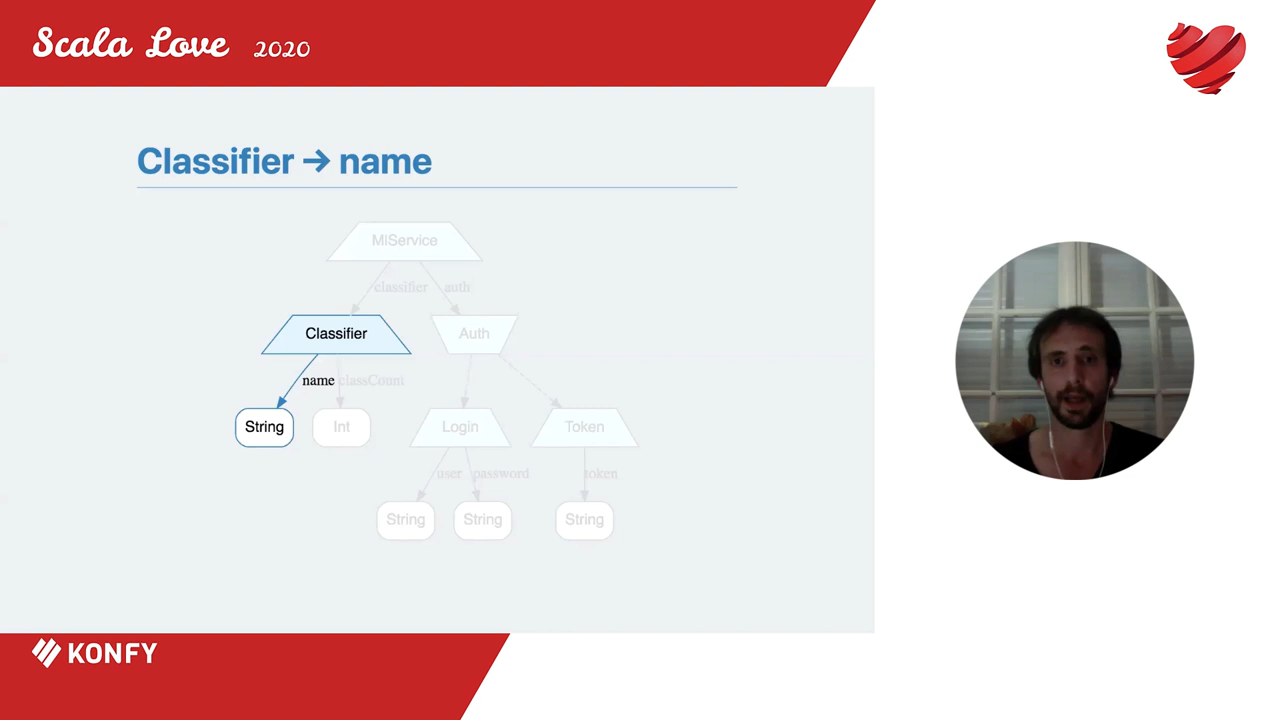 Scala Love 2020
Classifier → name
MlService
classifier auth
Classifier Auth
name classCount
String Int Login Token
user password token
String String String
KONFY